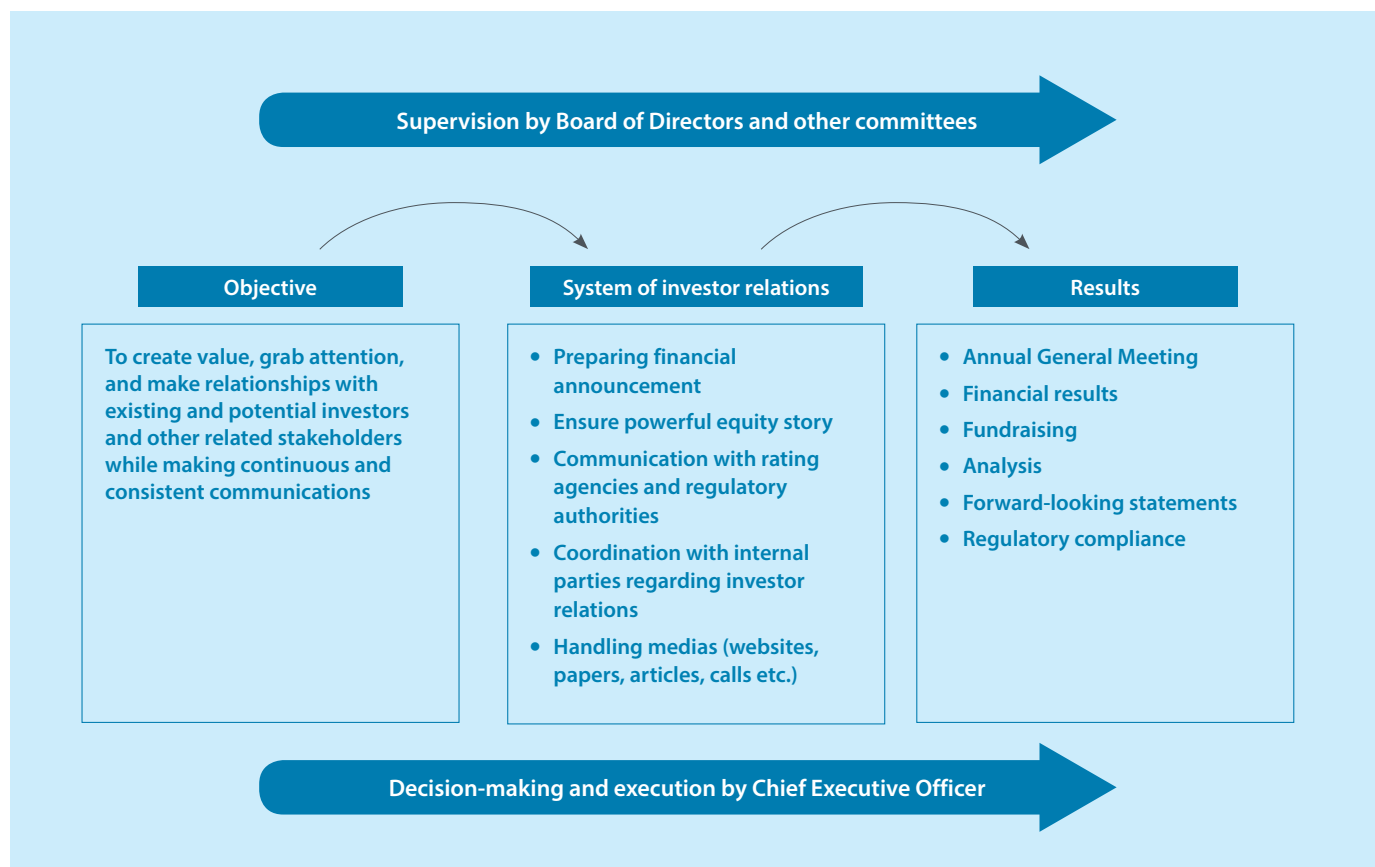 Supervision by Board of Directors and other committees
Objective
To create value, grab attention,
and make relationships with
existing and potential investors
and other related stakeholders
while making continuous and
consistent communications
System of investor relations
• Preparing financial
announcement
• Ensure powerful equity story
• Communication with rating
agencies and regulatory
authorities
• Coordination with internal
parties regarding investor
relations
• Handling medias (websites,
papers, articles, calls etc.)
Results
• Annual General Meeting
• Financial results
• Fundraising
• Analysis
• Forward-looking statements
• Regulatory compliance
Decision-making and execution by Chief Executive Officer